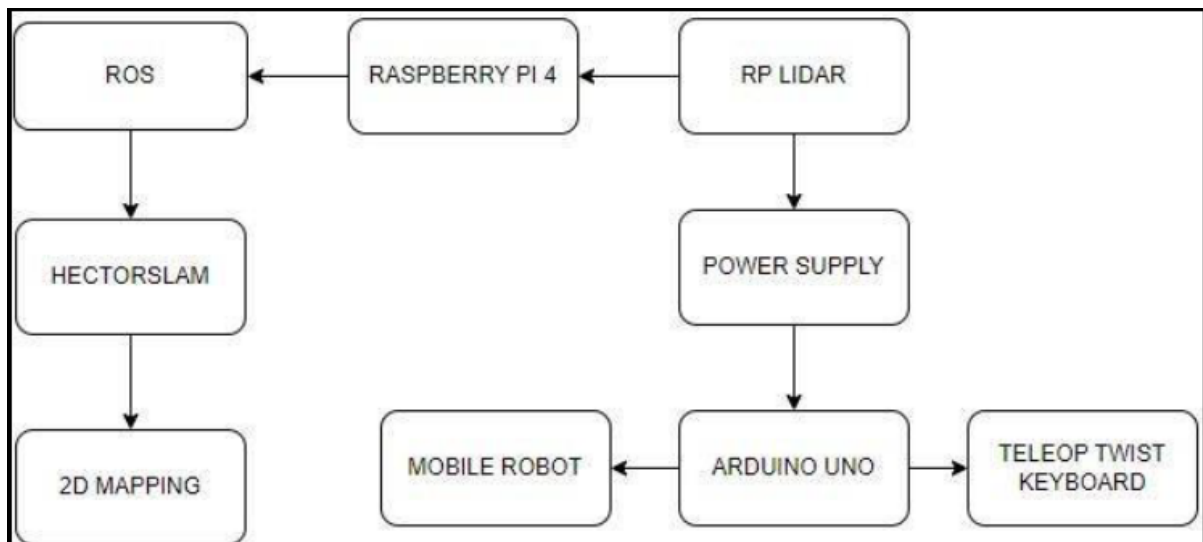 ROS
RASPBERRY PI 4
RP LIDAR
HECTORSLAM
POWER SUPPLY
2D MAPPING
MOBILE ROBOT
ARDUINO UNO
TELEOP TWIST
KEYBOARD